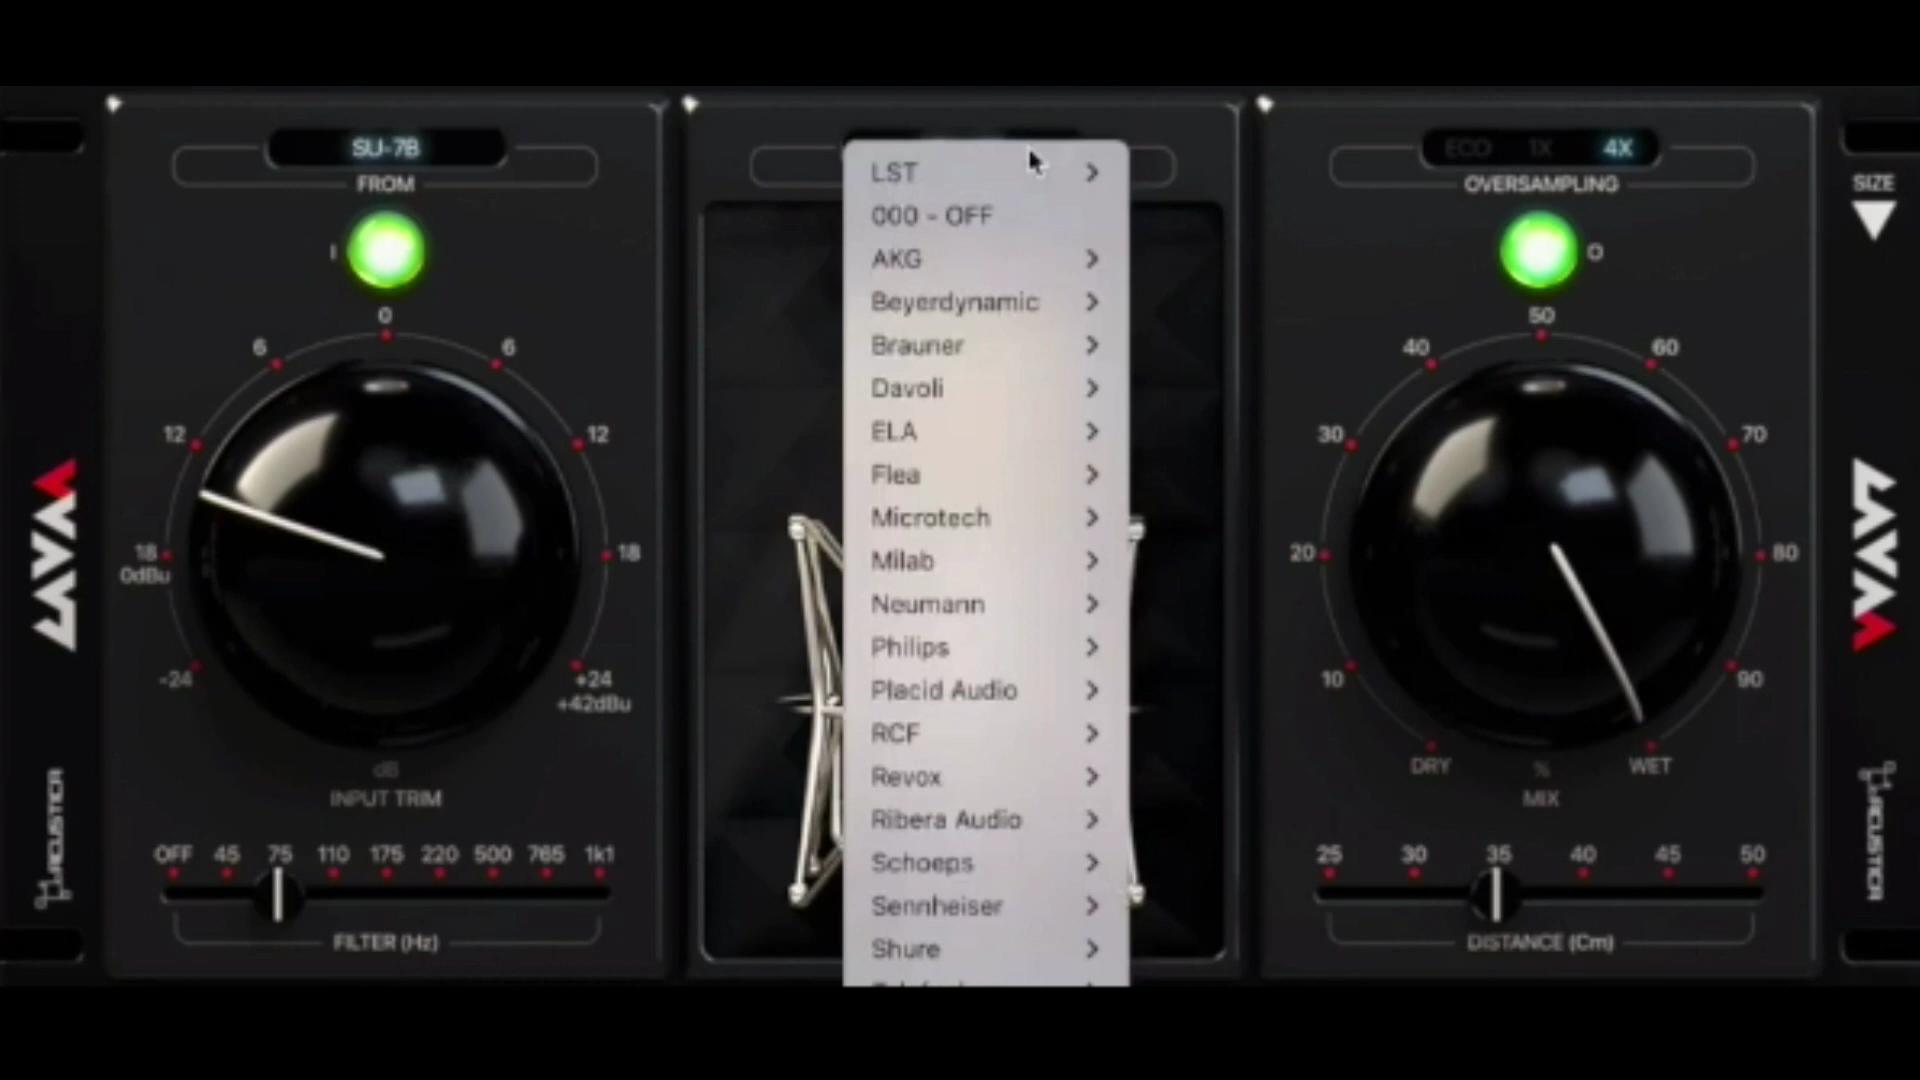 SU-7B
FROM
I
0
6
6
12
12
18
0dBu
18
-24
+24
+42dBu
dB
INPUT TRIM
OFF 45 75 110 175 220 500 765 1k1
FILTER (Hz)
LST
000 - OFF
AKG
Beyerdynamic
Brauner
Davoli
ELA
Flea
Microtech
Milab
Neumann
Philips
Placid Audio
RCF
Revox
Ribera Audio
Schoeps
Sennheiser
Shure
ECO 1X 4X
OVERSAMPLING
O
50
40
60
30
70
20
80
10
90
DRY
WET
%
MIX
25 30 35 40 45 50
DISTANCE (Cm)
SIZE